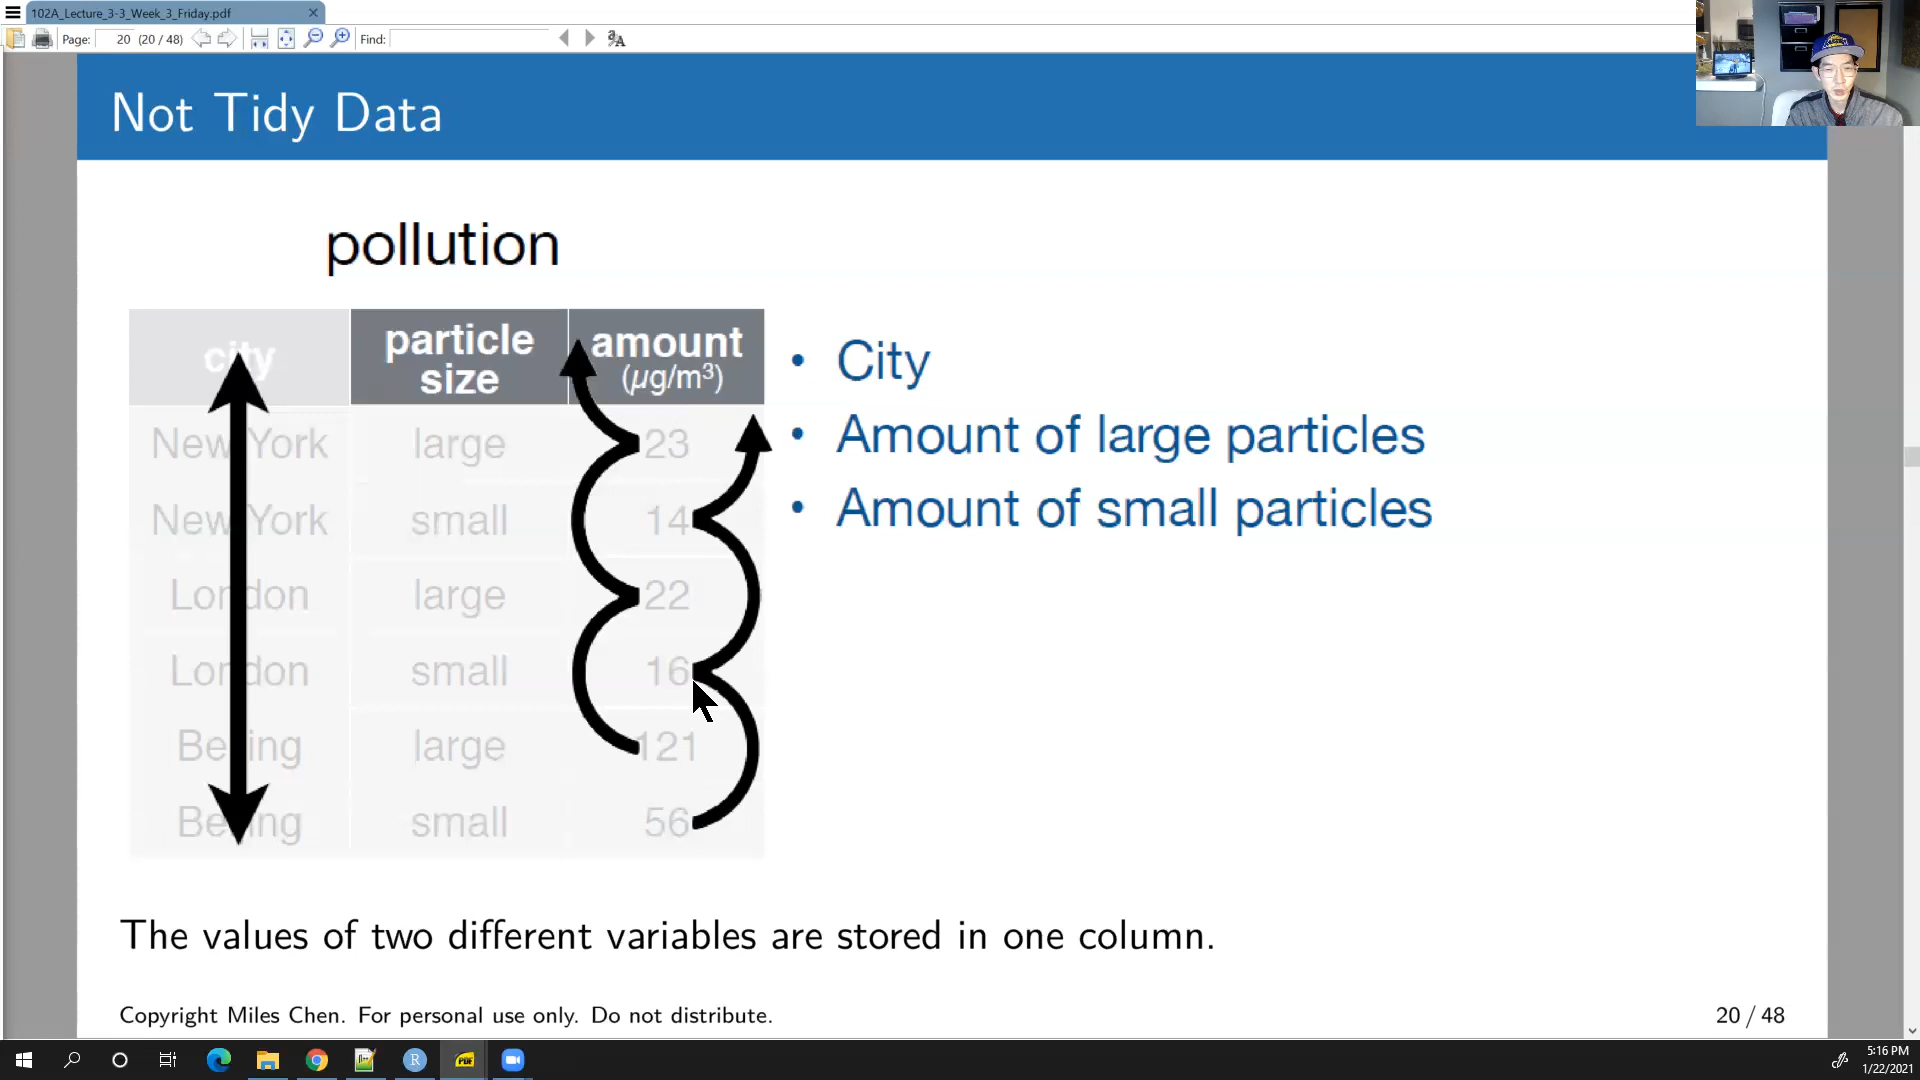 102A_Lecture_3-3_Week_3_Friday.pdf
Page: 20 (20 / 48) Find:
Not Tidy Data
pollution
city particle size amount (μg/m³)
New York large 23
New York small 14
London large 22
London small 16
Beijing large 121
Beijing small 56
• City
• Amount of large particles
• Amount of small particles
The values of two different variables are stored in one column.
Copyright Miles Chen. For personal use only. Do not distribute.
20 / 48
5:16 PM
1/22/2021